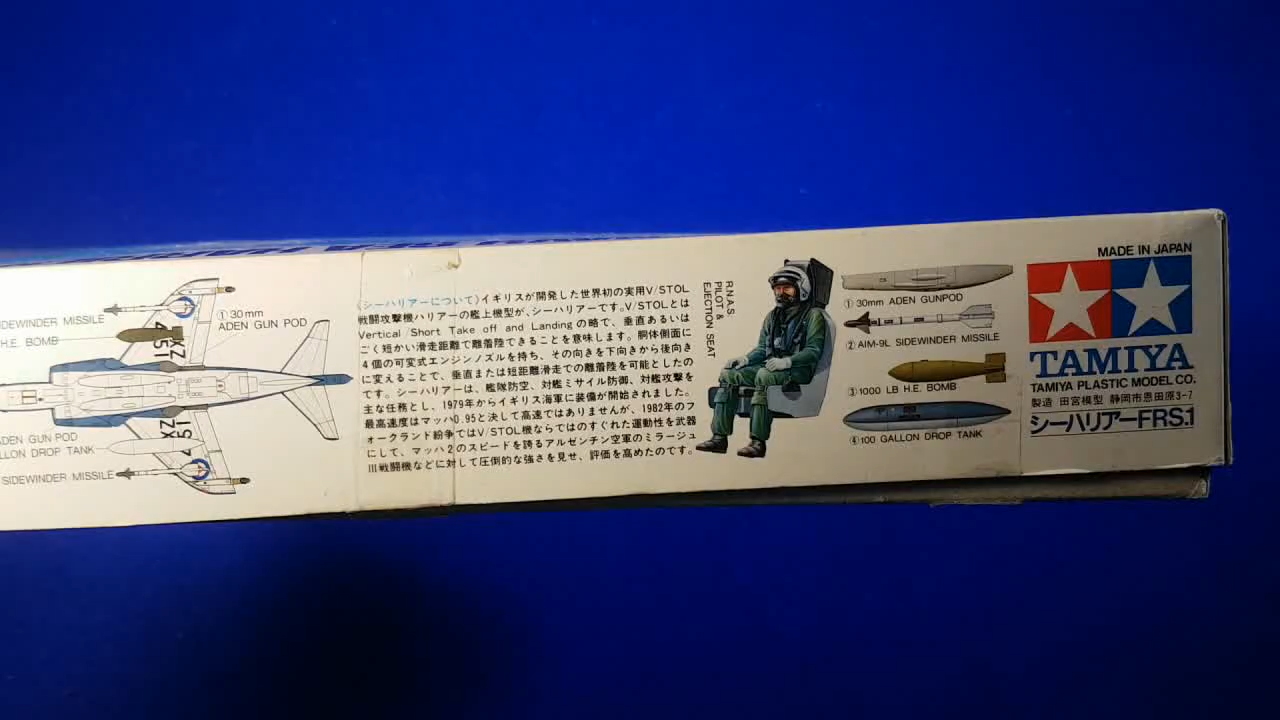 IDEWINDER MISSILE
H.E. BOMB
① 30mm
ADEN GUN POD
XZ
451
451
XZ
ADEN GUN POD
LLON DROP TANK
SIDEWINDER MISSILE
《シーハリアーについて》イギリスが開発した世界初の実用V/STOL
戦闘攻撃機ハリアーの艦上機型が、シーハリアーです。V/STOLとは
Vertical/Short Take off and Landingの略で、垂直あるいは
ごく短かい滑走距離で離着陸できることを意味します。胴体側面に
4個の可変式エンジンノズルを持ち、その向きを下向きから後向き
に変えることで、垂直または短距離滑走での離着陸を可能としたの
です。シーハリアーは、艦隊防空、対艦ミサイル防御、対艦攻撃を
主な任務とし、1979年からイギリス海軍に装備が開始されました。
最高速度はマッハ0.95と決して高速ではありませんが、1982年のフ
ォークランド紛争ではV/STOL機ならではのすぐれた運動性を武器
にして、マッハ2のスピードを誇るアルゼンチン空軍のミラージュ
III戦闘機などに対して圧倒的な強さを見せ、評価を高めたのです。
R.N.A.S.
PILOT &
EJECTION SEAT
① 30mm ADEN GUNPOD
② AIM-9L SIDEWINDER MISSILE
③ 1000 LB H.E. BOMB
④ 100 GALLON DROP TANK
MADE IN JAPAN
TAMIYA
TAMIYA PLASTIC MODEL CO.
製造 田宮模型 静岡市恩田原3-7
シーハリアーFRS.1